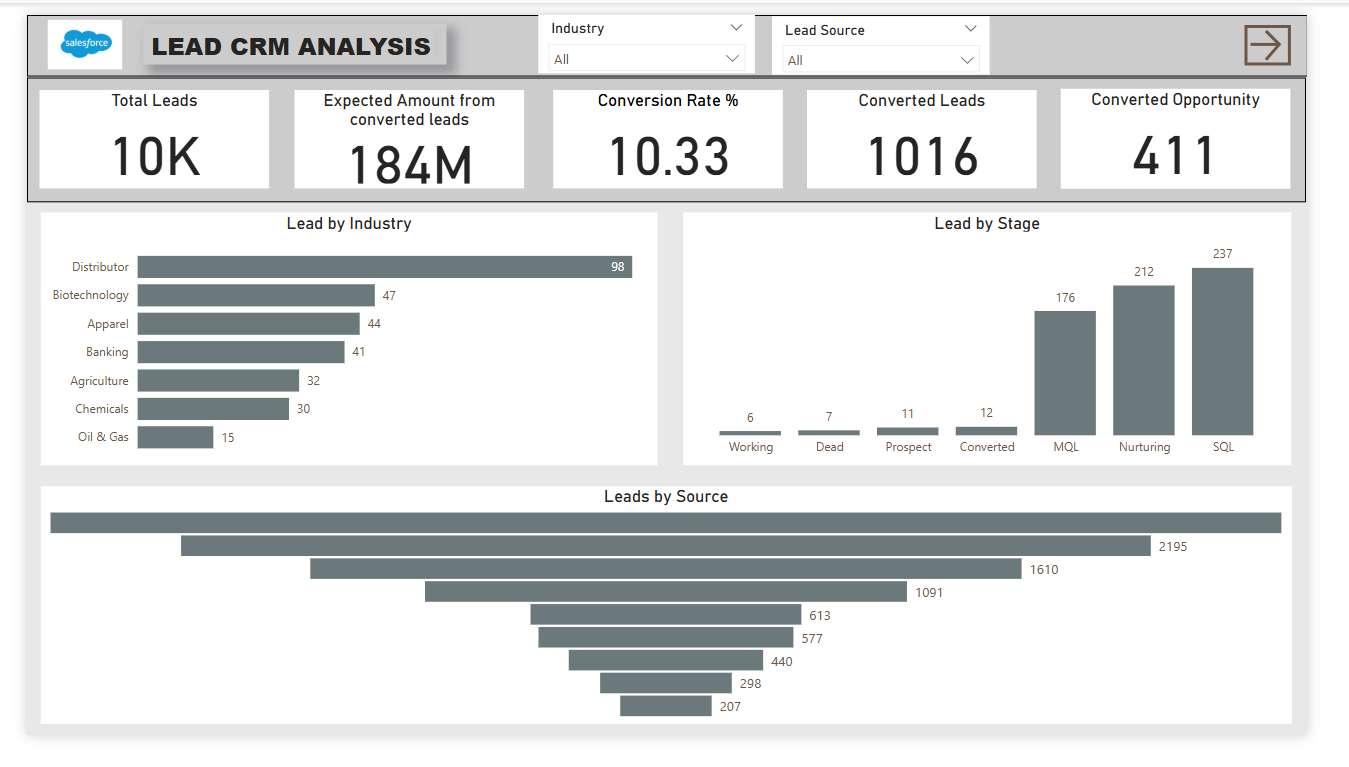 salesforce
LEAD CRM ANALYSIS
Industry
All
Lead Source
All
Total Leads
10K
Expected Amount from
converted leads
184M
Conversion Rate %
10.33
Converted Leads
1016
Converted Opportunity
411
Lead by Industry
Distributor 98
Biotechnology 47
Apparel 44
Banking 41
Agriculture 32
Chemicals 30
Oil & Gas 15
Lead by Stage
6 7 11 12 176 212 237
Working Dead Prospect Converted MQL Nurturing SQL
Leads by Source
2195
1610
1091
613
577
440
298
207